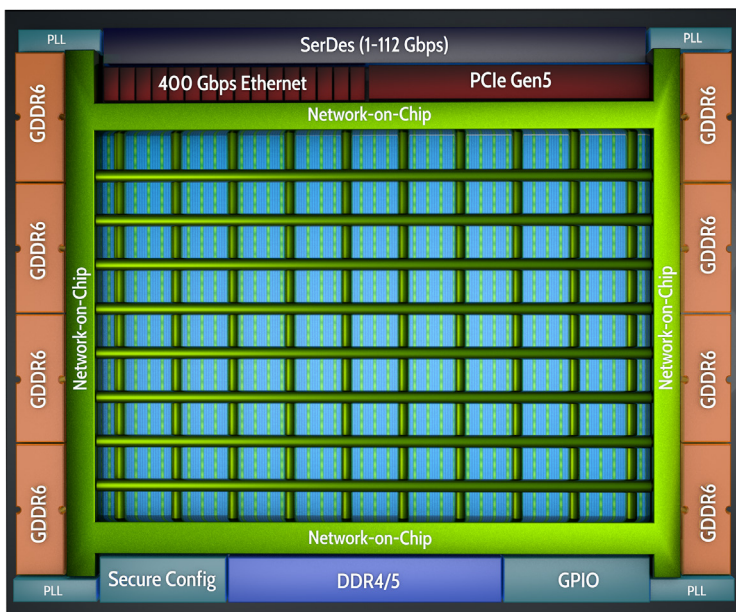 PLL
SerDes (1-112 Gbps)
PLL
400 Gbps Ethernet
PCIe Gen5
Network-on-Chip
GDDR6
GDDR6
GDDR6
GDDR6
Network-on-Chip
Network-on-Chip
GDDR6
GDDR6
GDDR6
GDDR6
Network-on-Chip
PLL
Secure Config
DDR4/5
GPIO
PLL